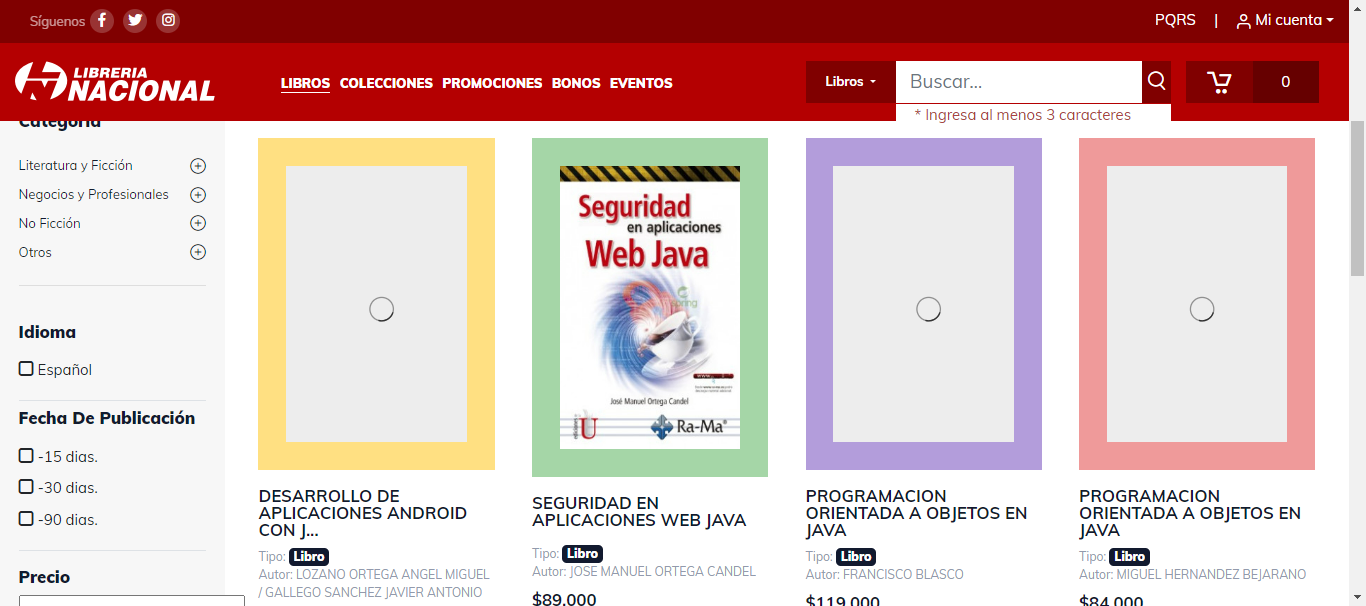 Síguenos
PQRS | Mi cuenta
LIBRERIA
NACIONAL
LIBROS COLECCIONES PROMOCIONES BONOS EVENTOS
Libros
Buscar...
0
* Ingresa al menos 3 caracteres
Categoría
Literatura y Ficción
Negocios y Profesionales
No Ficción
Otros
Idioma
Español
Fecha De Publicación
-15 dias.
-30 dias.
-90 dias.
Precio
DESARROLLO DE
APLICACIONES ANDROID
CON J...
Tipo: Libro
Autor: LOZANO ORTEGA ANGEL MIGUEL
/ GALLEGO SANCHEZ JAVIER ANTONIO
Seguridad
en aplicaciones
Web Java
José Manuel Ortega Candel
U
Ra-Ma®
SEGURIDAD EN
APLICACIONES WEB JAVA
Tipo: Libro
Autor: JOSE MANUEL ORTEGA CANDEL
$89.000
PROGRAMACION
ORIENTADA A OBJETOS EN
JAVA
Tipo: Libro
Autor: FRANCISCO BLASCO
$119.000
PROGRAMACION
ORIENTADA A OBJETOS EN
JAVA
Tipo: Libro
Autor: MIGUEL HERNANDEZ BEJARANO
$84.000